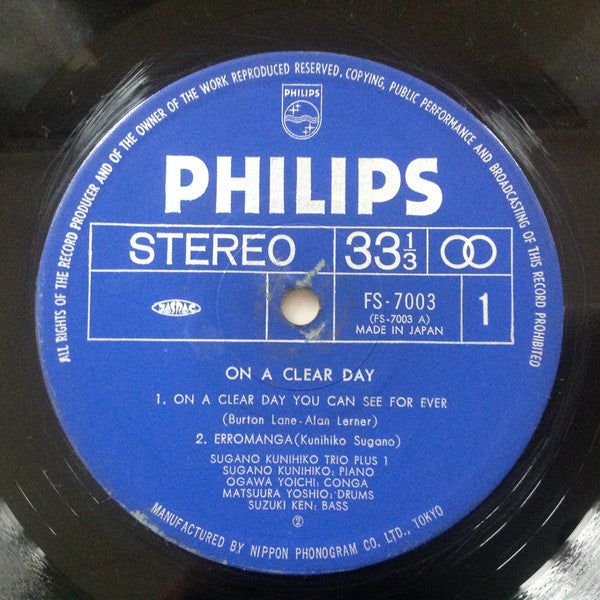 ALL RIGHTS OF THE RECORD PRODUCER AND OF THE OWNER OF THE WORK REPRODUCED RESERVED, COPYING, PUBLIC PERFORMANCE AND BROADCASTING OF THIS RECORD PROHIBITED
PHILIPS
PHILIPS
STEREO 33 1/3
JASRAC FS-7003 1
(FS-7003 A)
MADE IN JAPAN
ON A CLEAR DAY
1. ON A CLEAR DAY YOU CAN SEE FOR EVER
(Burton Lane-Alan Lerner)
2. ERROMANGA(Kunihiko Sugano)
SUGANO KUNIHIKO TRIO PLUS 1
SUGANO KUNIHIKO: PIANO
OGAWA YOICHI: CONGA
MATSUURA YOSHIO: DRUMS
SUZUKI KEN: BASS
②
MANUFACTURED BY NIPPON PHONOGRAM CO. LTD., TOKYO